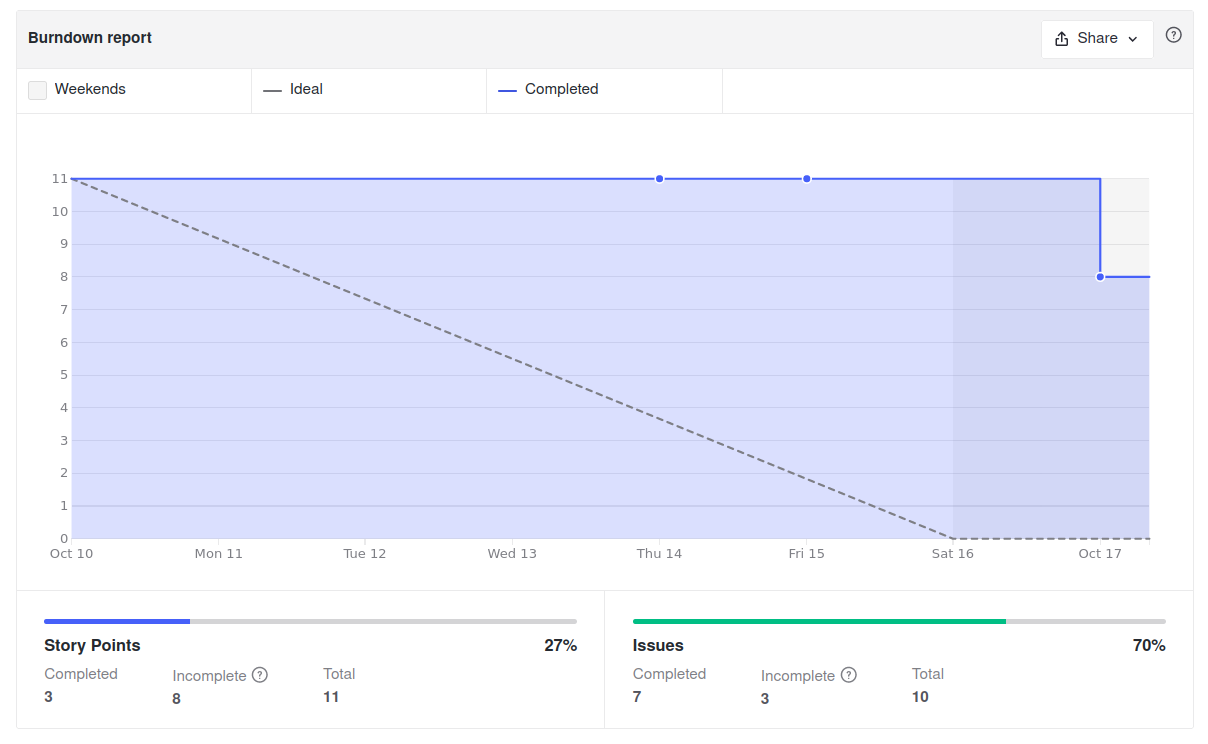 Burndown report
Share
?
Weekends
Ideal
Completed
11
10
9
8
7
6
5
4
3
2
1
0
Oct 10
Mon 11
Tue 12
Wed 13
Thu 14
Fri 15
Sat 16
Oct 17
Story Points 27%
Completed Incomplete ? Total
3 8 11
Issues 70%
Completed Incomplete ? Total
7 3 10